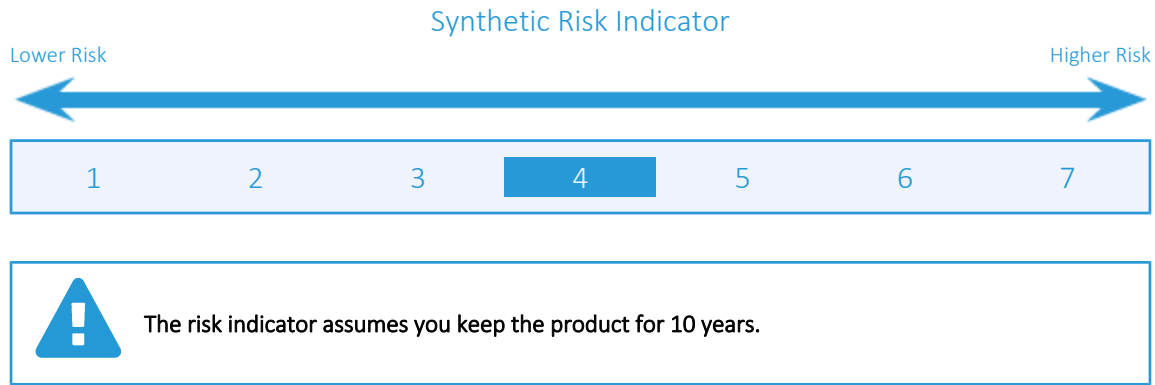 Synthetic Risk Indicator
Lower Risk Higher Risk
1 2 3 4 5 6 7
The risk indicator assumes you keep the product for 10 years.